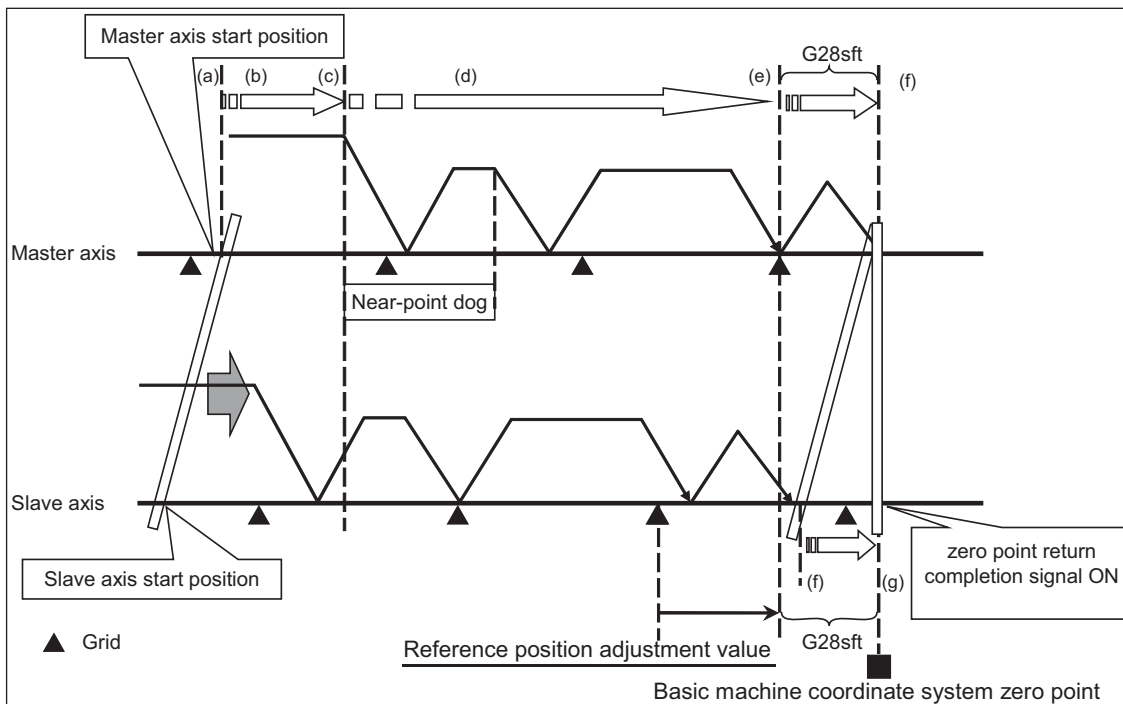 Master axis start position
G28sft
(a)
(b)
(c)
(d)
(e)
(f)
Master axis
Near-point dog
Slave axis
Slave axis start position
zero point return
completion signal ON
(f)
(g)
G28sft
Grid
Reference position adjustment value
Basic machine coordinate system zero point